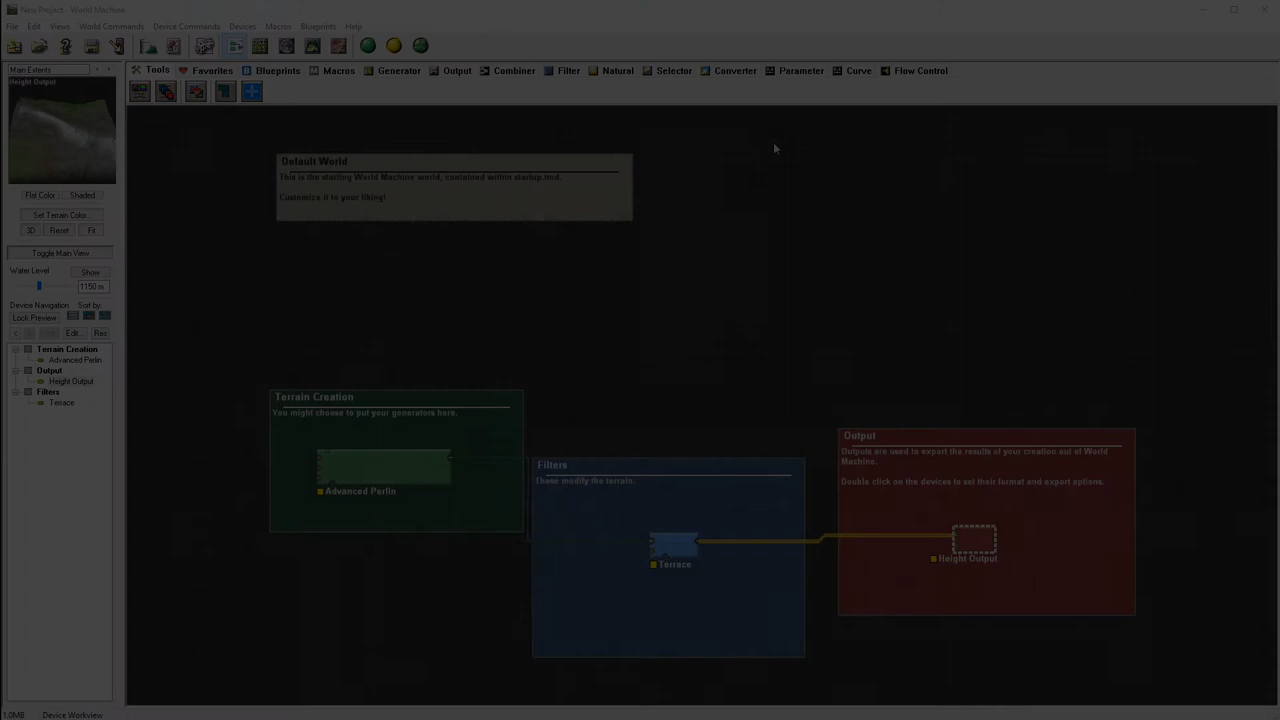 New Project - World Machine
File Edit Views World Commands Device Commands Devices Macros Blueprints Help
Main Extents
Tools Favorites Blueprints Macros Generator Output Combiner Filter Natural Selector Converter Parameter Curve Flow Control
Height Output
Flat Color Shaded
Set Terrain Color...
3D Reset Fit
Toggle Main View
Water Level Show
1150 m
Device Navigation Sort by:
Lock Preview
< Edit... Res
Terrain Creation
Advanced Perlin
Output
Height Output
Filters
Terrace
Default World
This is the starting World Machine world, contained within startup.tmd.
Customize it to your liking!
Terrain Creation
You might choose to put your generators here.
Advanced Perlin
Filters
These modify the terrain.
Terrace
Output
Outputs are used to export the results of your creation out of World
Machine.
Double click on the devices to set their format and export options.
Height Output
1.0MB Device Workview